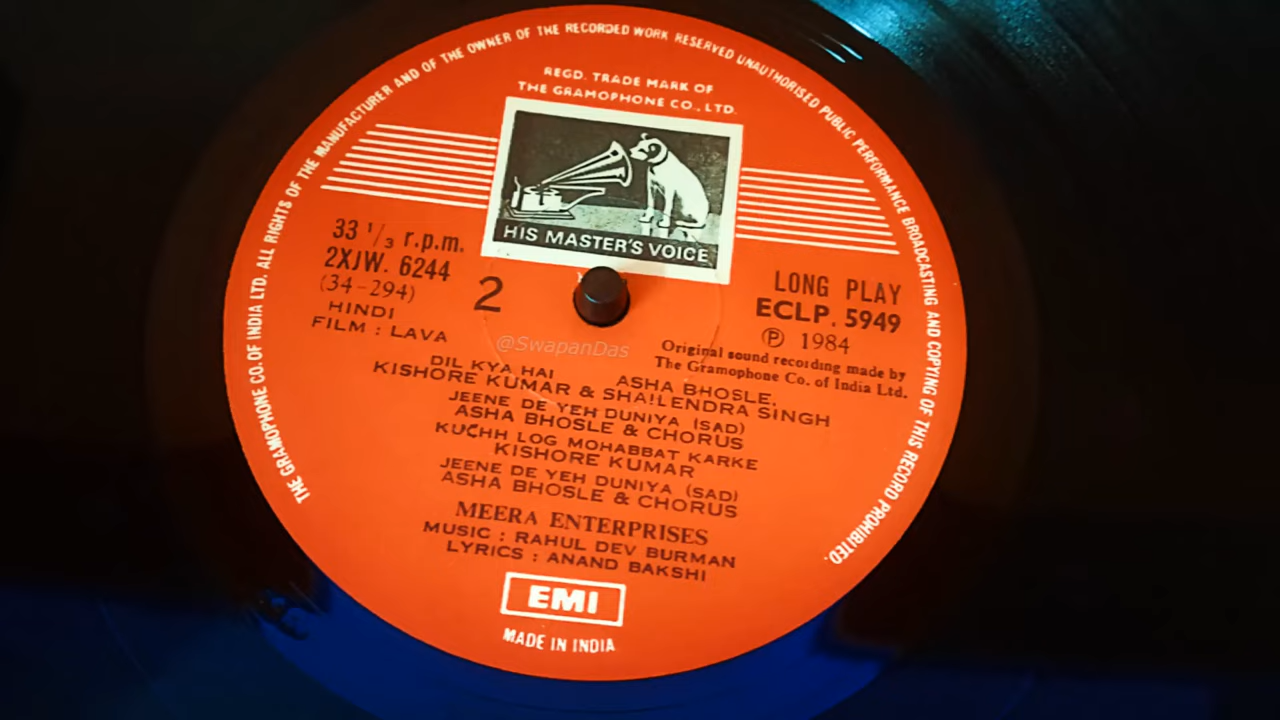 THE GRAMOPHONE CO. OF INDIA LTD. ALL RIGHTS OF THE MANUFACTURER AND OF THE OWNER OF THE RECORDED WORK RESERVED UNAUTHORISED PUBLIC PERFORMANCE BROADCASTING AND COPYING OF THIS RECORD PROHIBITED.
REGD. TRADE MARK OF
THE GRAMOPHONE CO., LTD.
HIS MASTER'S VOICE
33 1/3 r.p.m.
2XJW. 6244
(34-294)
2
HINDI
FILM : LAVA
LONG PLAY
ECLP. 5949
℗ 1984
Original sound recording made by
The Gramophone Co. of India Ltd.
@SwapanDas
DIL KYA HAI ASHA BHOSLE,
KISHORE KUMAR & SHA!LENDRA SINGH
JEENE DE YEH DUNIYA (SAD)
ASHA BHOSLE & CHORUS
KUCHH LOG MOHABBAT KARKE
KISHORE KUMAR
JEENE DE YEH DUNIYA (SAD)
ASHA BHOSLE & CHORUS
MEERA ENTERPRISES
MUSIC : RAHUL DEV BURMAN
LYRICS : ANAND BAKSHI
EMI
MADE IN INDIA